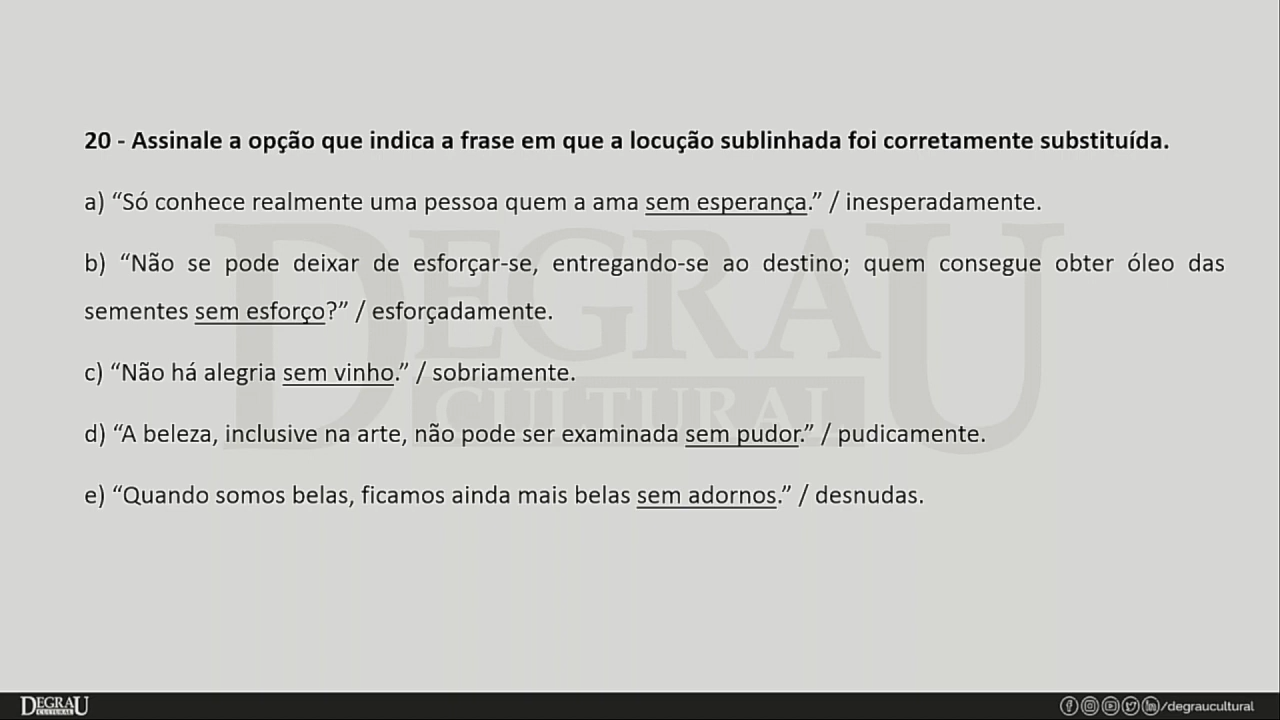 20 - Assinale a opção que indica a frase em que a locução sublinhada foi corretamente substituída.
a) “Só conhece realmente uma pessoa quem a ama sem esperança.” / inesperadamente.
b) “Não se pode deixar de esforçar-se, entregando-se ao destino; quem consegue obter óleo das
sementes sem esforço?” / esforçadamente.
c) “Não há alegria sem vinho.” / sobriamente.
d) “A beleza, inclusive na arte, não pode ser examinada sem pudor.” / pudicamente.
e) “Quando somos belas, ficamos ainda mais belas sem adornos.” / desnudas.
DEGRAU
CULTURAL
DEGRAU
CULTURAL
/degraucultural